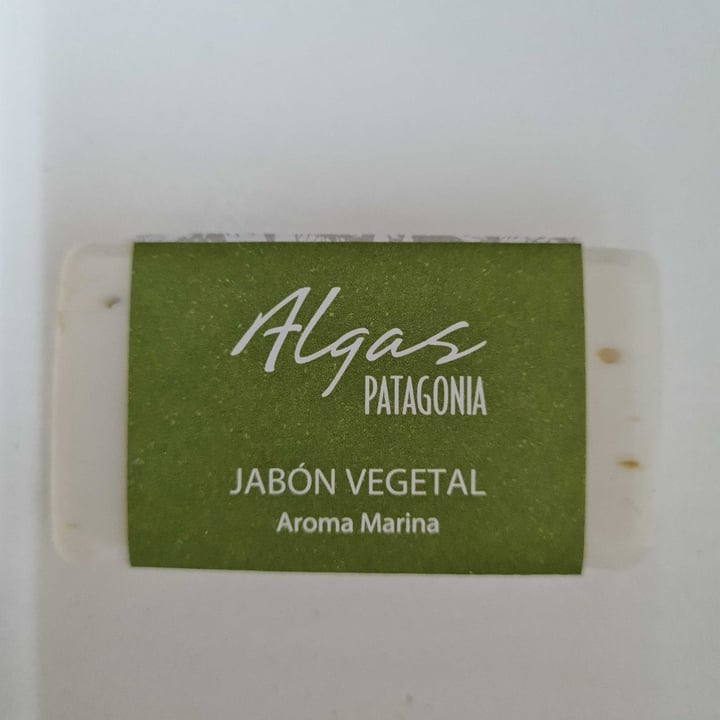 Algas
PATAGONIA
JABÓN VEGETAL
Aroma Marina